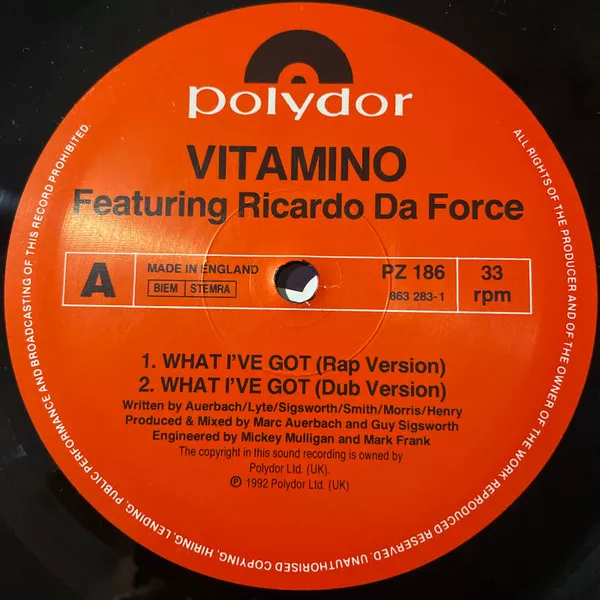 polydor
VITAMINO
Featuring Ricardo Da Force
A
MADE IN ENGLAND
BIEM STEMRA
PZ 186
863 283-1
33
rpm
1. WHAT I'VE GOT (Rap Version)
2. WHAT I'VE GOT (Dub Version)
Written by Auerbach/Lyte/Sigsworth/Smith/Morris/Henry
Produced & Mixed by Marc Auerbach and Guy Sigsworth
Engineered by Mickey Mulligan and Mark Frank
The copyright in this sound recording is owned by
Polydor Ltd. (UK).
℗ 1992 Polydor Ltd. (UK)
ALL RIGHTS OF THE PRODUCER AND OF THE OWNER OF THE WORK REPRODUCED RESERVED. UNAUTHORISED COPYING, HIRING, LENDING, PUBLIC PERFORMANCE AND BROADCASTING OF THIS RECORD PROHIBITED.